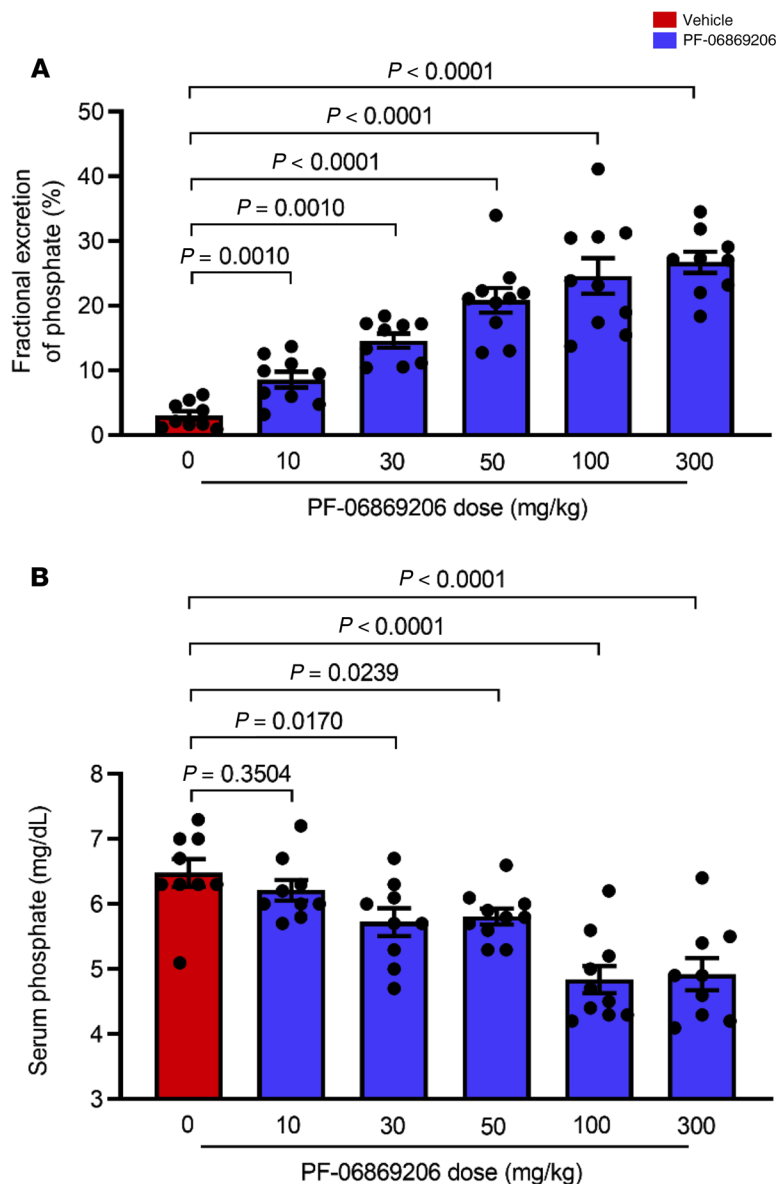 Vehicle
PF-06869206
A
P < 0.0001
P < 0.0001
P < 0.0001
P = 0.0010
P = 0.0010
Fractional excretion
of phosphate (%)
50
40
30
20
10
0
0 10 30 50 100 300
PF-06869206 dose (mg/kg)
B
P < 0.0001
P < 0.0001
P = 0.0239
P = 0.0170
P = 0.3504
Serum phosphate (mg/dL)
8
7
6
5
4
3
0 10 30 50 100 300
PF-06869206 dose (mg/kg)